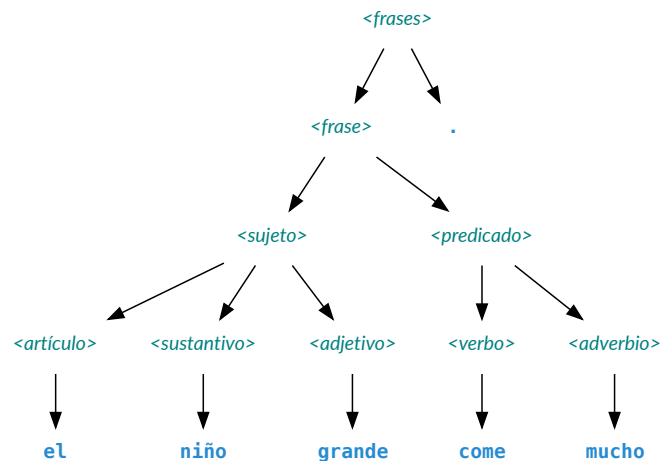 <frases>
<frase> .
<sujeto> <predicado>
<artículo> <sustantivo> <adjetivo> <verbo> <adverbio>
el niño grande come mucho